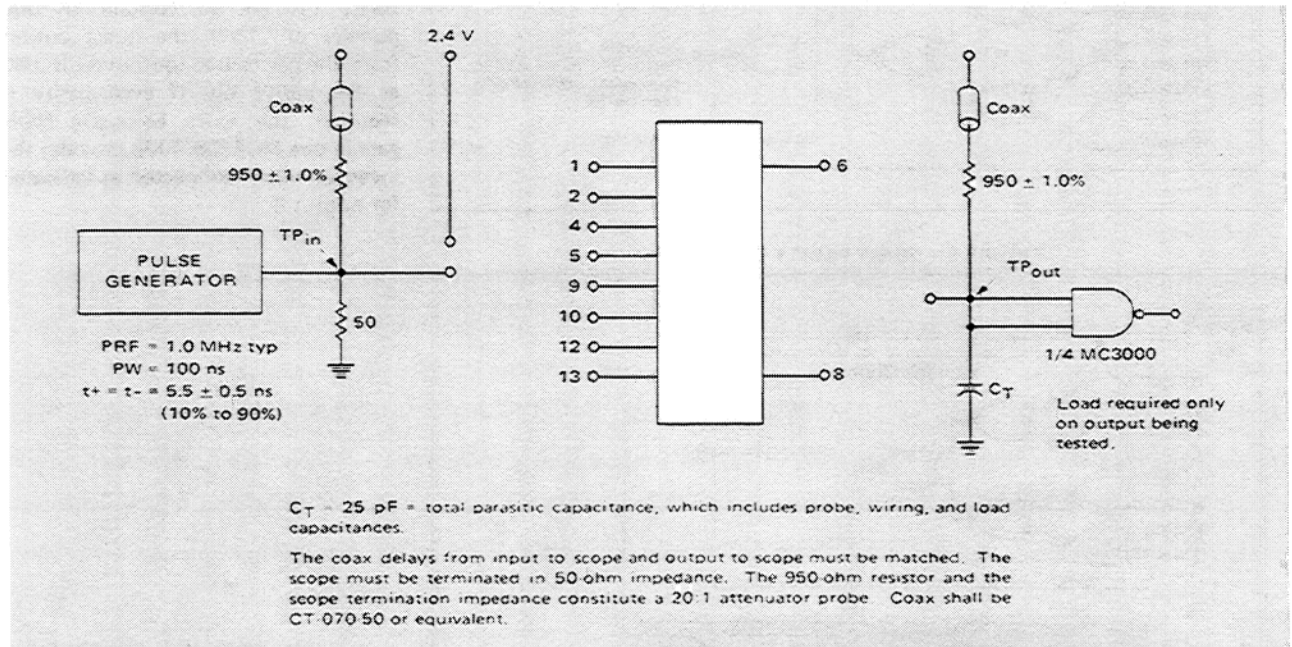 2.4 V
Coax
950 ± 1.0%
TPin
PULSE
GENERATOR
50
PRF = 1.0 MHz typ
PW = 100 ns
t+ = t- = 5.5 ± 0.5 ns
(10% to 90%)
1
2
4
5
9
10
12
13
6
8
Coax
950 ± 1.0%
TPout
1/4 MC3000
CT
Load required only
on output being
tested.
CT = 25 pF = total parasitic capacitance, which includes probe, wiring, and load
capacitances.
The coax delays from input to scope and output to scope must be matched. The
scope must be terminated in 50-ohm impedance. The 950-ohm resistor and the
scope termination impedance constitute a 20:1 attenuator probe. Coax shall be
CT-070-50 or equivalent.